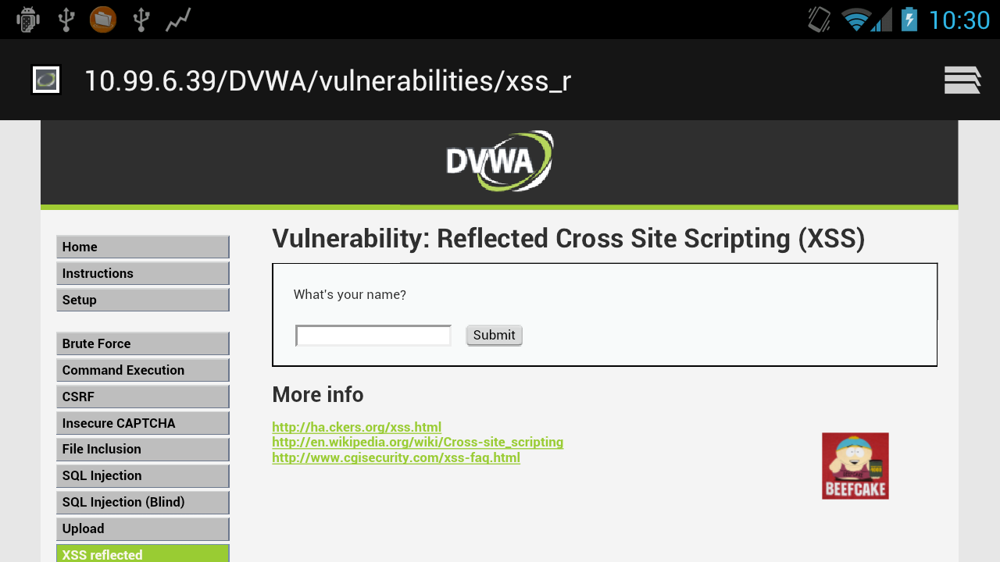 10:30
10.99.6.39/DVWA/vulnerabilities/xss_r
DVWA
Home
Instructions
Setup
Brute Force
Command Execution
CSRF
Insecure CAPTCHA
File Inclusion
SQL Injection
SQL Injection (Blind)
Upload
XSS reflected
Vulnerability: Reflected Cross Site Scripting (XSS)
What's your name?
Submit
More info
http://ha.ckers.org/xss.html
http://en.wikipedia.org/wiki/Cross-site_scripting
http://www.cgisecurity.com/xss-faq.html
BEEFCAKE